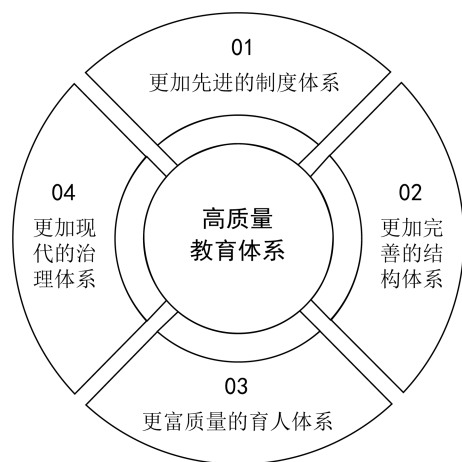 01
更加先进的制度体系
02
更加完
善的结
构体系
03
更富质量的育人体系
04
更加现
代的治
理体系
高质量
教育体系